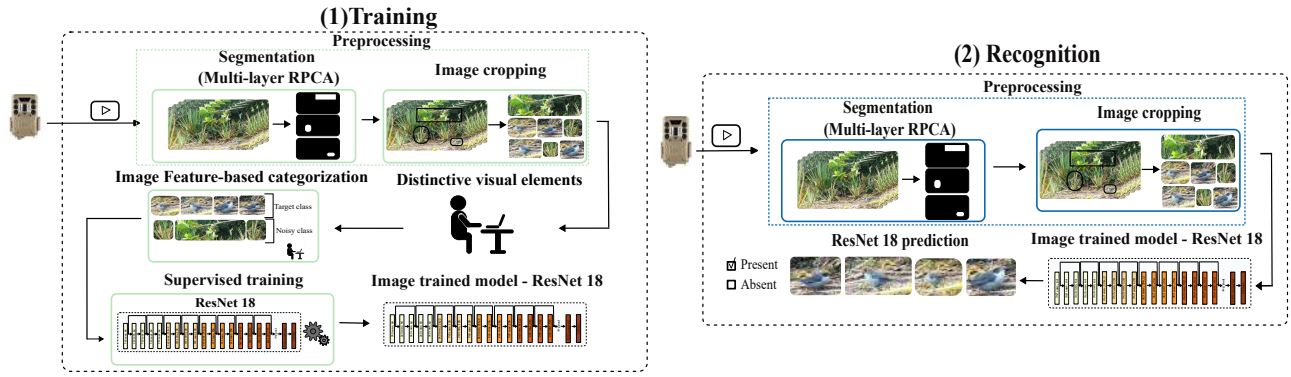 (1)Training
Preprocessing
Segmentation
(Multi-layer RPCA)
Image cropping
Image Feature-based categorization
Distinctive visual elements
Target class
Noisy class
Supervised training
ResNet 18
Image trained model - ResNet 18
(2) Recognition
Preprocessing
Segmentation
(Multi-layer RPCA)
Image cropping
ResNet 18 prediction
Image trained model - ResNet 18
Present
Absent